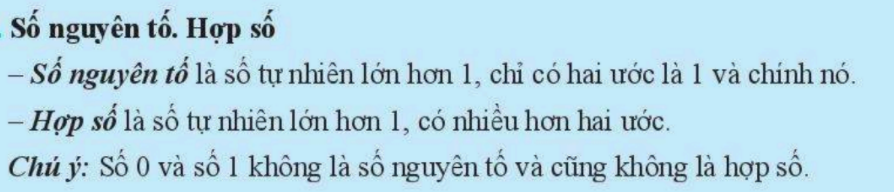 Số nguyên tố. Hợp số
– Số nguyên tố là số tự nhiên lớn hơn 1, chỉ có hai ước là 1 và chính nó.
– Hợp số là số tự nhiên lớn hơn 1, có nhiều hơn hai ước.
Chú ý: Số 0 và số 1 không là số nguyên tố và cũng không là hợp số.